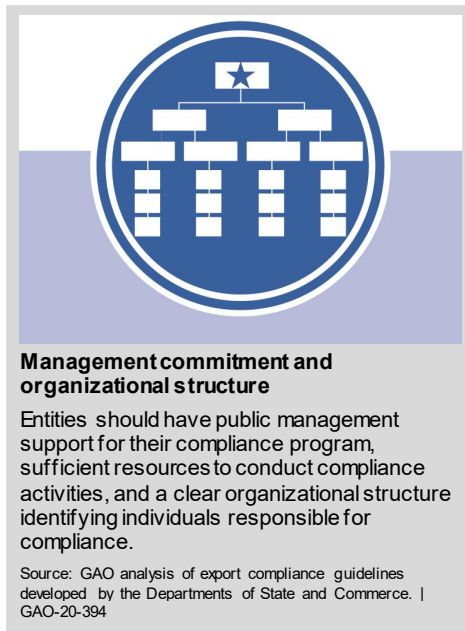 Management commitment and
organizational structure
Entities should have public management
support for their compliance program,
sufficient resources to conduct compliance
activities, and a clear organizational structure
identifying individuals responsible for
compliance.
Source: GAO analysis of export compliance guidelines
developed by the Departments of State and Commerce. |
GAO-20-394